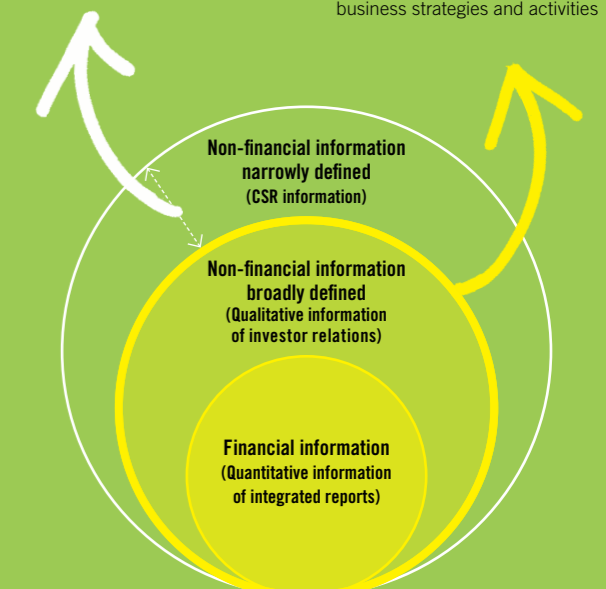 business strategies and activities
Non-financial information
narrowly defined
(CSR information)
Non-financial information
broadly defined
(Qualitative information
of investor relations)
Financial information
(Quantitative information
of integrated reports)